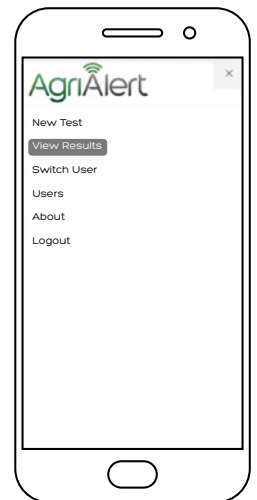 AgriAlert
×
New Test
View Results
Switch User
Users
About
Logout